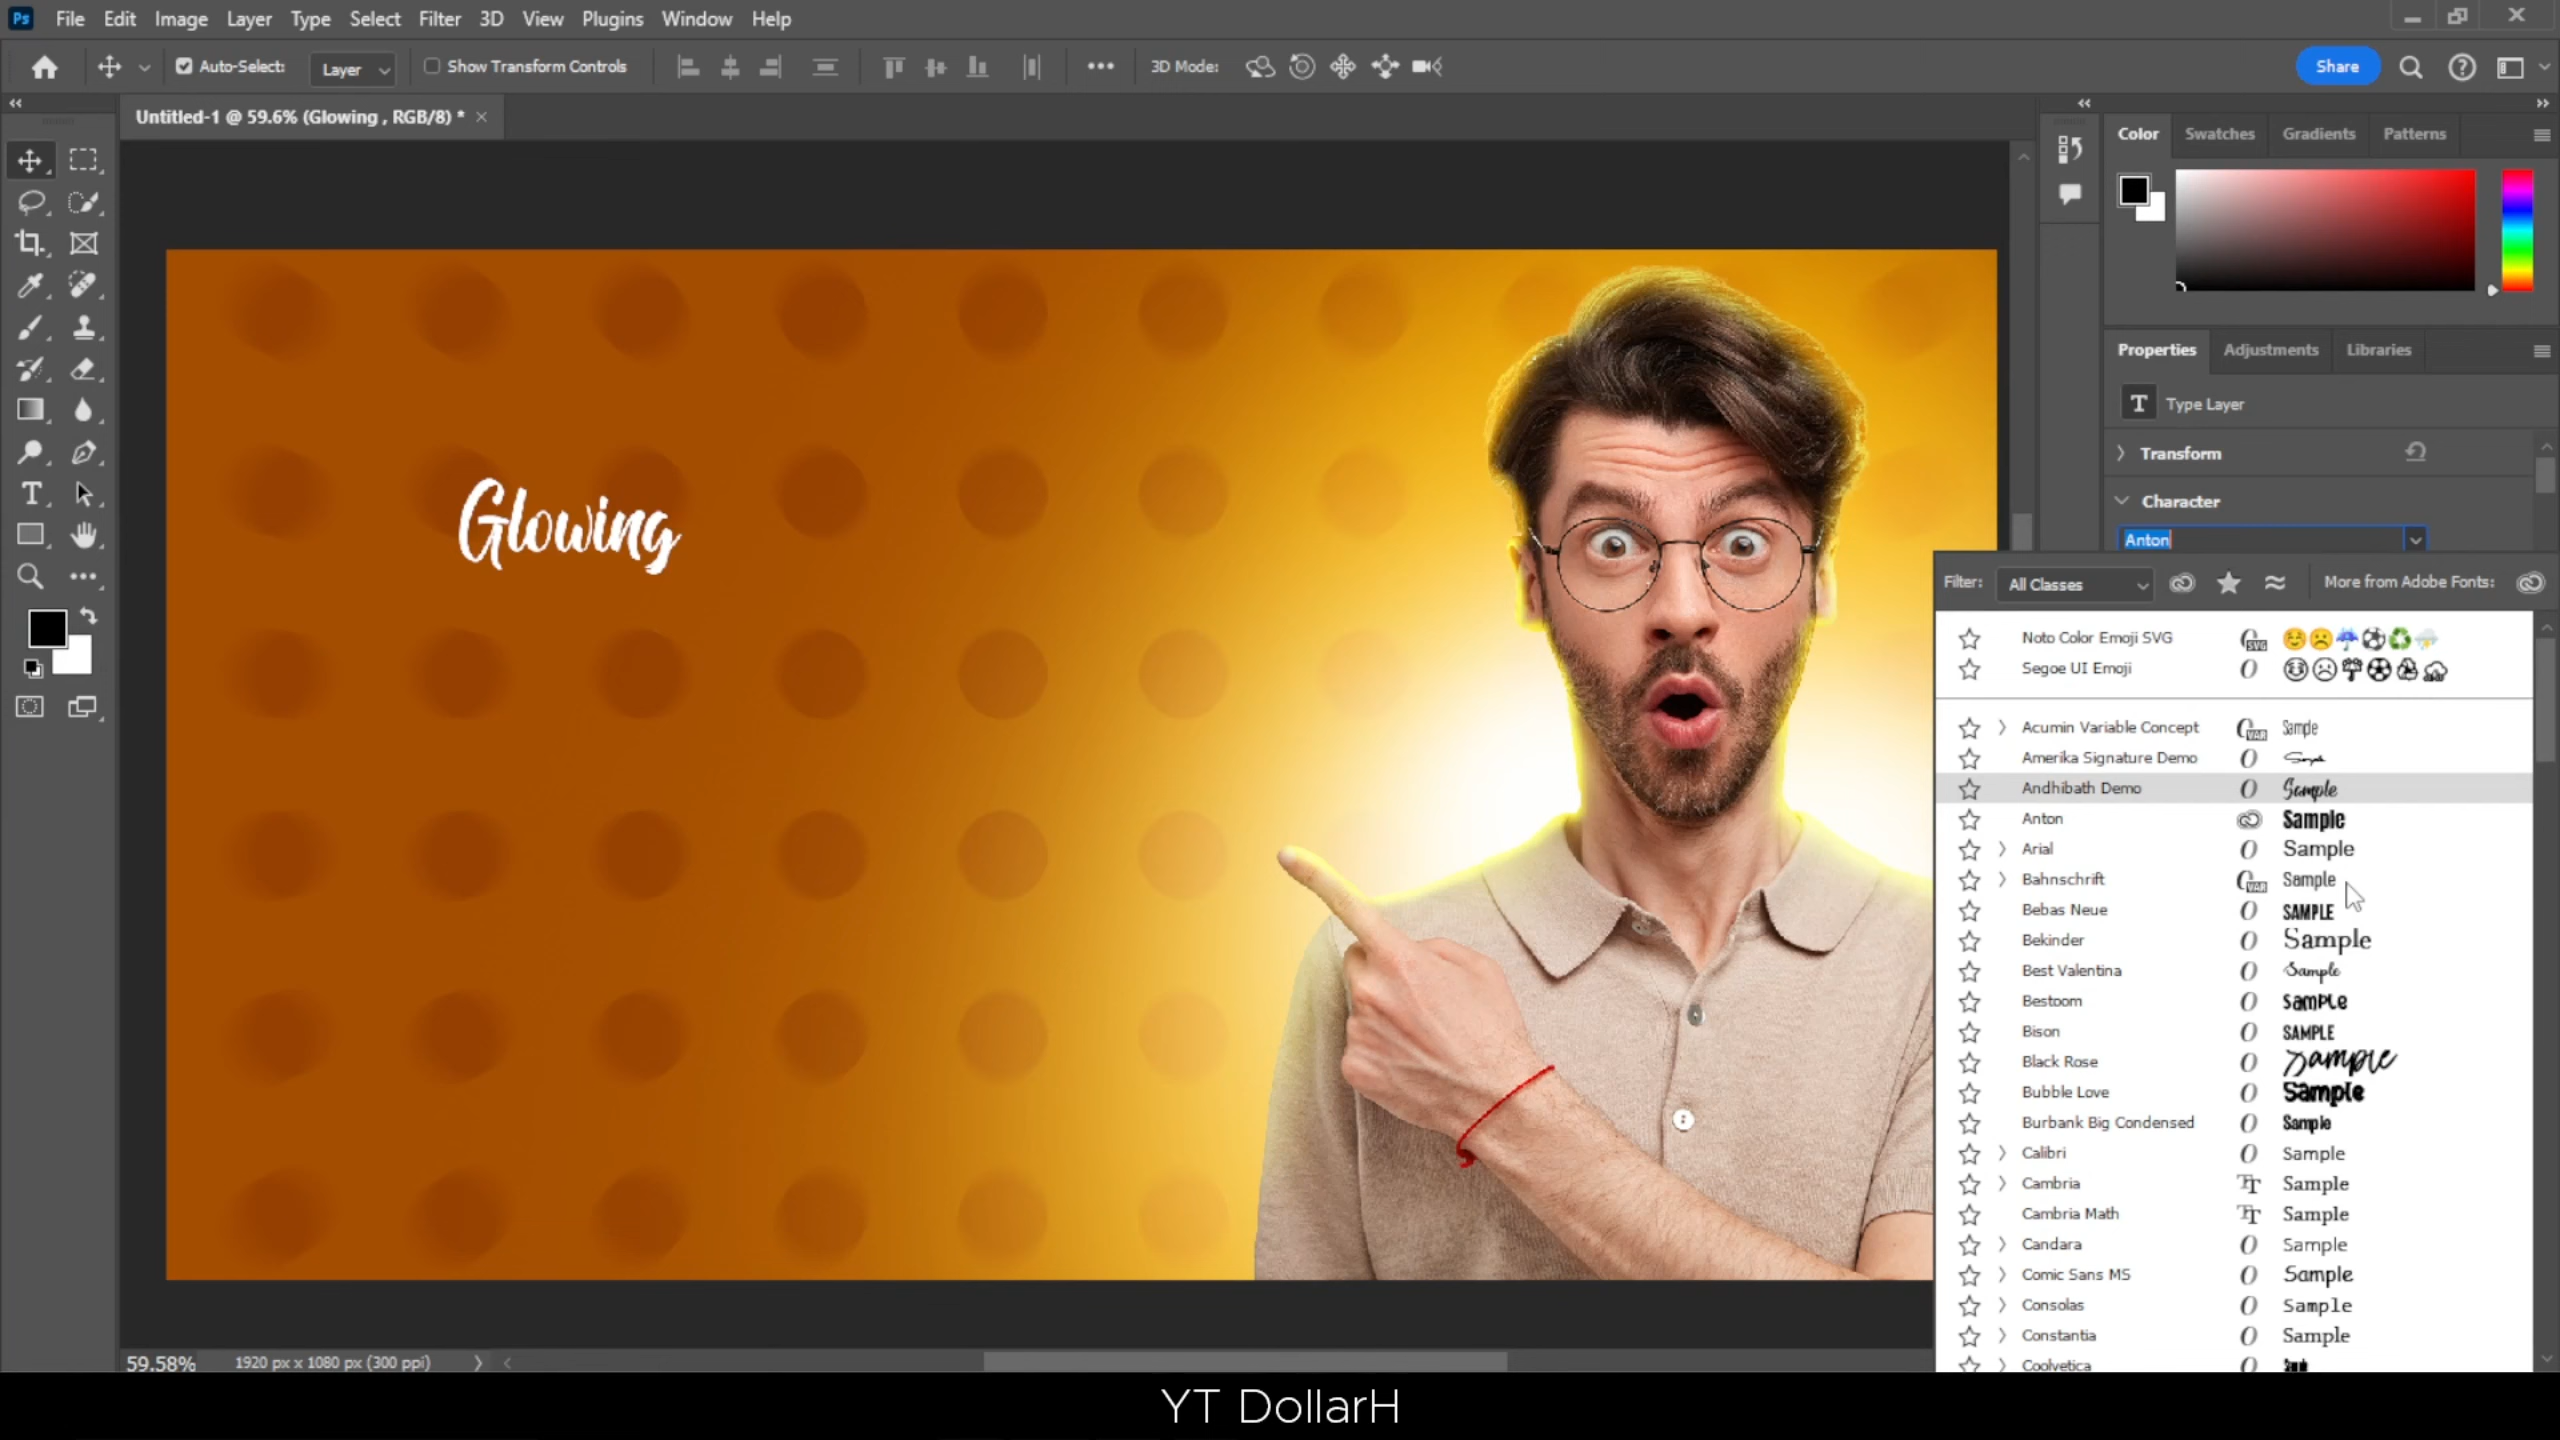 Ps File Edit Image Layer Type Select Filter 3D View Plugins Window Help
Auto-Select: Layer Show Transform Controls 3D Mode: Share
Untitled-1 @ 59.6% (Glowing , RGB/8) *
Color Swatches Gradients Patterns
Properties Adjustments Libraries
T Type Layer
Transform
Character
Anton
Glowing
Filter: All Classes More from Adobe Fonts:
Noto Color Emoji SVG
Segoe UI Emoji
Acumin Variable Concept Sample
Amerika Signature Demo Sample
Andhibath Demo Sample
Anton Sample
Arial Sample
Bahnschrift Sample
Bebas Neue SAMPLE
Bekinder Sample
Best Valentina Sample
Bestoom Sample
Bison SAMPLE
Black Rose Sample
Bubble Love Sample
Burbank Big Condensed Sample
Calibri Sample
Cambria Sample
Cambria Math Sample
Candara Sample
Comic Sans MS Sample
Consolas Sample
Constantia Sample
Coolvetica
59.58% 1920 px x 1080 px (300 ppi)
YT DollarH